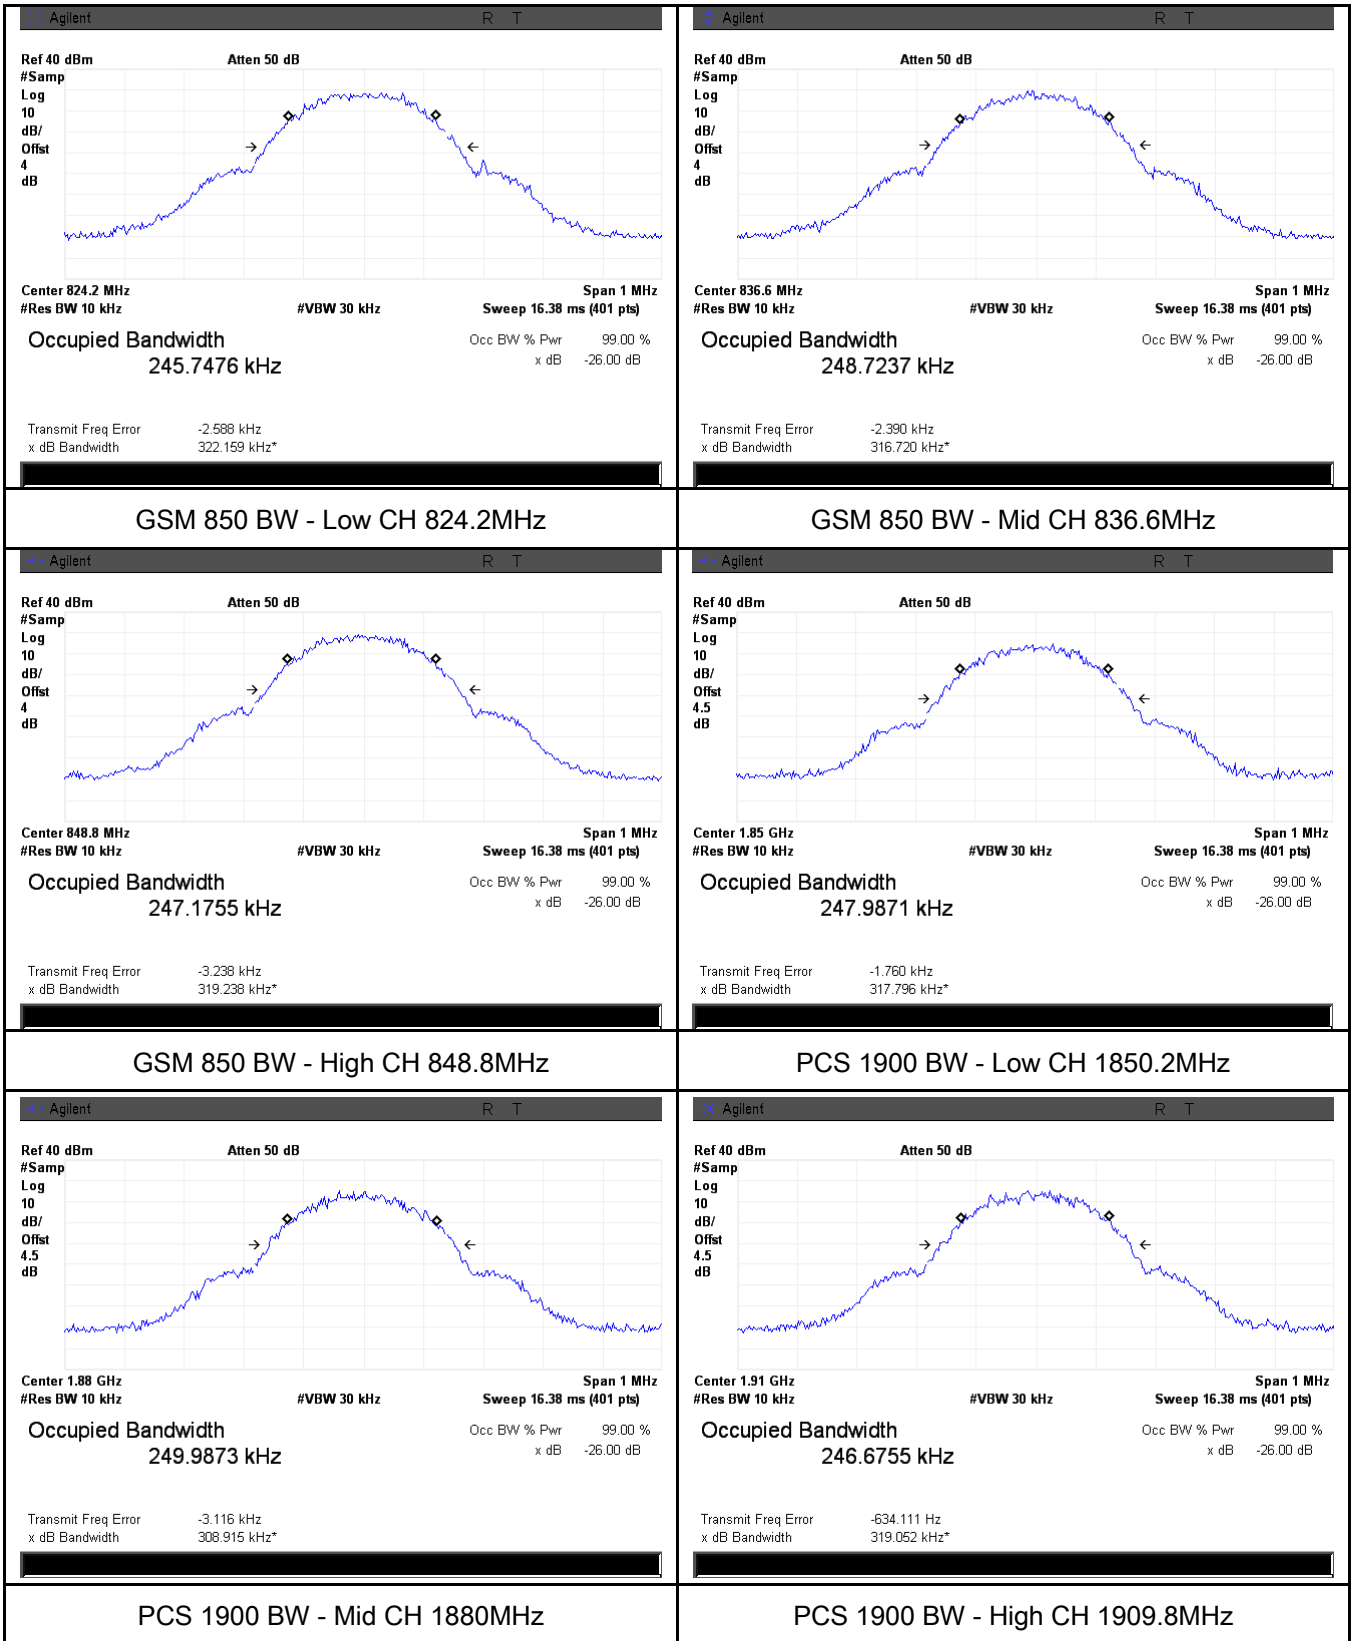 Agilent R T
Ref 40 dBm Atten 50 dB
#Samp
Log
10
dB/
Offst
4
dB
Center 824.2 MHz Span 1 MHz
#Res BW 10 kHz #VBW 30 kHz Sweep 16.38 ms (401 pts)
Occupied Bandwidth Occ BW % Pwr 99.00 %
245.7476 kHz x dB -26.00 dB
Transmit Freq Error -2.588 kHz
x dB Bandwidth 322.159 kHz*
GSM 850 BW - Low CH 824.2MHz
Agilent R T
Ref 40 dBm Atten 50 dB
#Samp
Log
10
dB/
Offst
4
dB
Center 836.6 MHz Span 1 MHz
#Res BW 10 kHz #VBW 30 kHz Sweep 16.38 ms (401 pts)
Occupied Bandwidth Occ BW % Pwr 99.00 %
248.7237 kHz x dB -26.00 dB
Transmit Freq Error -2.390 kHz
x dB Bandwidth 316.720 kHz*
GSM 850 BW - Mid CH 836.6MHz
Agilent R T
Ref 40 dBm Atten 50 dB
#Samp
Log
10
dB/
Offst
4
dB
Center 848.8 MHz Span 1 MHz
#Res BW 10 kHz #VBW 30 kHz Sweep 16.38 ms (401 pts)
Occupied Bandwidth Occ BW % Pwr 99.00 %
247.1755 kHz x dB -26.00 dB
Transmit Freq Error -3.238 kHz
x dB Bandwidth 319.238 kHz*
GSM 850 BW - High CH 848.8MHz
Agilent R T
Ref 40 dBm Atten 50 dB
#Samp
Log
10
dB/
Offst
4.5
dB
Center 1.85 GHz Span 1 MHz
#Res BW 10 kHz #VBW 30 kHz Sweep 16.38 ms (401 pts)
Occupied Bandwidth Occ BW % Pwr 99.00 %
247.9871 kHz x dB -26.00 dB
Transmit Freq Error -1.760 kHz
x dB Bandwidth 317.796 kHz*
PCS 1900 BW - Low CH 1850.2MHz
Agilent R T
Ref 40 dBm Atten 50 dB
#Samp
Log
10
dB/
Offst
4.5
dB
Center 1.88 GHz Span 1 MHz
#Res BW 10 kHz #VBW 30 kHz Sweep 16.38 ms (401 pts)
Occupied Bandwidth Occ BW % Pwr 99.00 %
249.9873 kHz x dB -26.00 dB
Transmit Freq Error -3.116 kHz
x dB Bandwidth 308.915 kHz*
PCS 1900 BW - Mid CH 1880MHz
Agilent R T
Ref 40 dBm Atten 50 dB
#Samp
Log
10
dB/
Offst
4.5
dB
Center 1.91 GHz Span 1 MHz
#Res BW 10 kHz #VBW 30 kHz Sweep 16.38 ms (401 pts)
Occupied Bandwidth Occ BW % Pwr 99.00 %
246.6755 kHz x dB -26.00 dB
Transmit Freq Error -634.111 Hz
x dB Bandwidth 319.052 kHz*
PCS 1900 BW - High CH 1909.8MHz